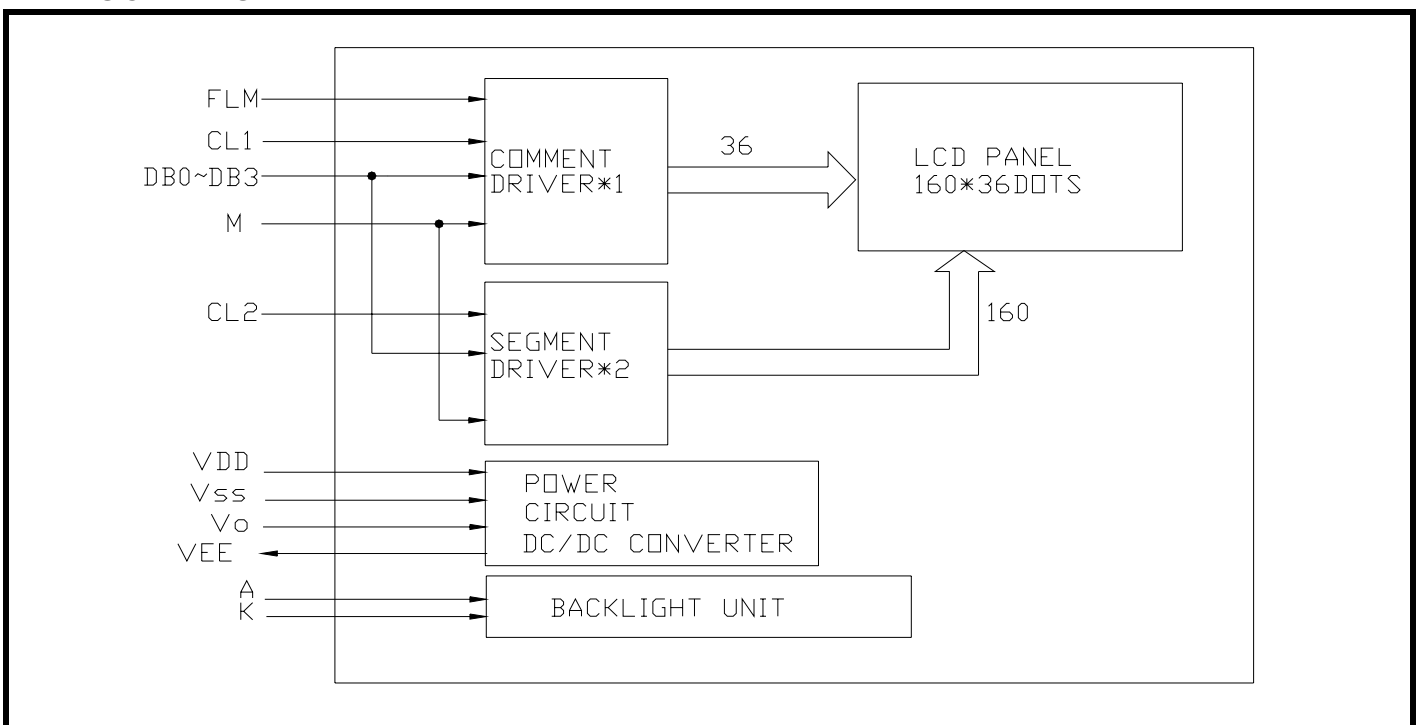 FLM
CL1
DB0~DB3
M
COMMENT
DRIVER*1
36
LCD PANEL
160*36DOTS
CL2
SEGMENT
DRIVER*2
160
VDD
Vss
Vo
VEE
POWER
CIRCUIT
DC/DC CONVERTER
A
K
BACKLIGHT UNIT